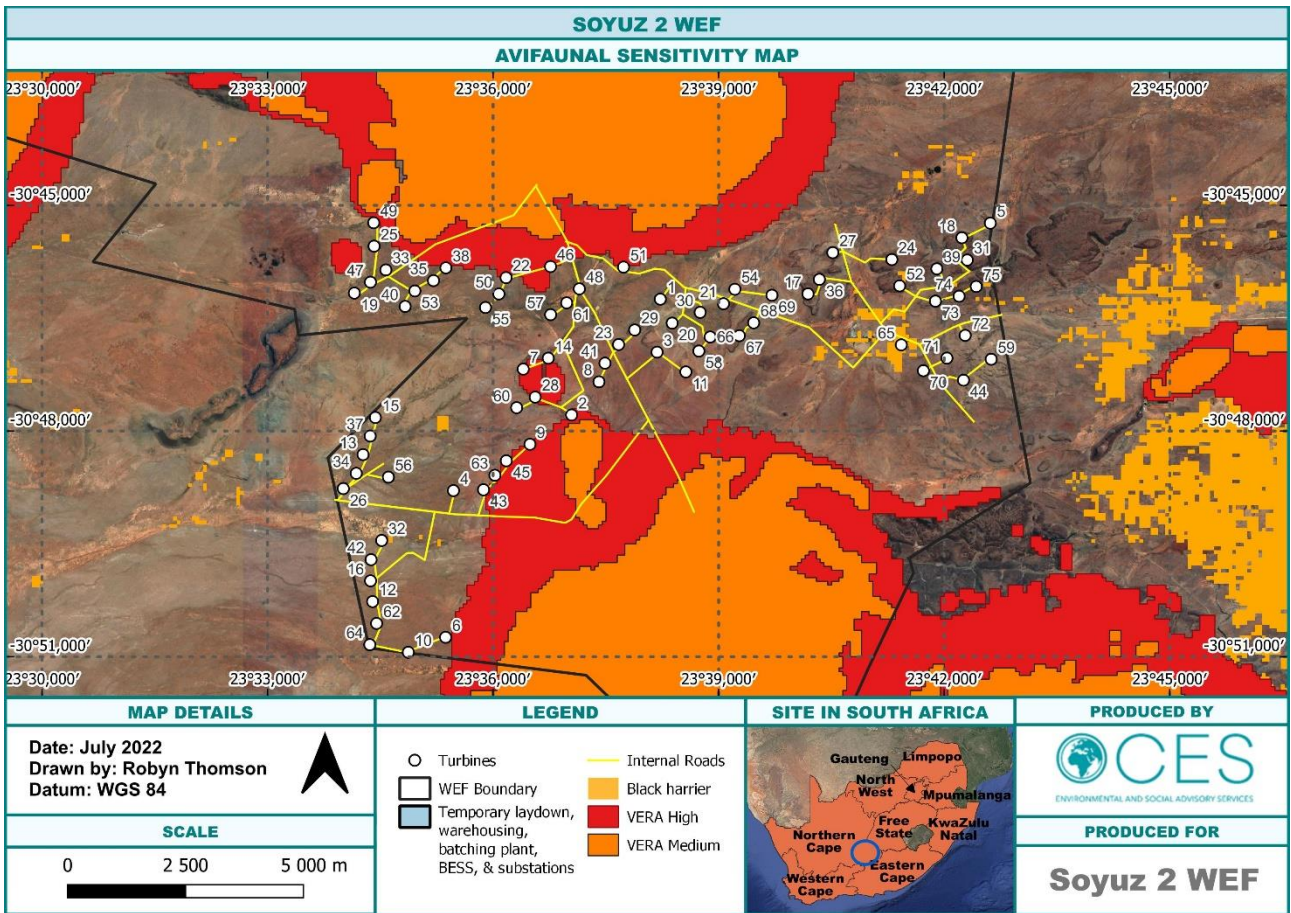 SOYUZ 2 WEF
AVIFAUNAL SENSITIVITY MAP
23°30,000' 23°33,000' 23°36,000' 23°39,000' 23°42,000' 23°45,000'
-30°45,000' -30°45,000'
49 5
25 18
27
33 38 46 51 24 31
47 35 22 39
50 48 54 17 52 75
19 40 53 1 21 36 74
57 30 69
55 61 73
23 29 20 68 72
14 41 3 66 67 65 71 59
7 8 58
28 11 70 44
60 2
-30°48,000' -30°48,000'
15
37 9
13
34 56 63 45
4
26 43
32
42
16
12
62 6
64 10
-30°51,000' -30°51,000'
23°30,000' 23°33,000' 23°36,000' 23°39,000' 23°42,000' 23°45,000'
MAP DETAILS
Date: July 2022
Drawn by: Robyn Thomson
Datum: WGS 84
SCALE
0 2 500 5 000 m
LEGEND
Turbines
WEF Boundary
Temporary laydown,
warehousing,
batching plant,
BESS, & substations
Internal Roads
Black harrier
VERA High
VERA Medium
SITE IN SOUTH AFRICA
Limpopo
Gauteng
North
West
Mpumalanga
Free
State
KwaZulu
Natal
Northern
Cape
Eastern
Cape
Western
Cape
PRODUCED BY
CES
ENVIRONMENTAL AND SOCIAL ADVISORY SERVICES
PRODUCED FOR
Soyuz 2 WEF